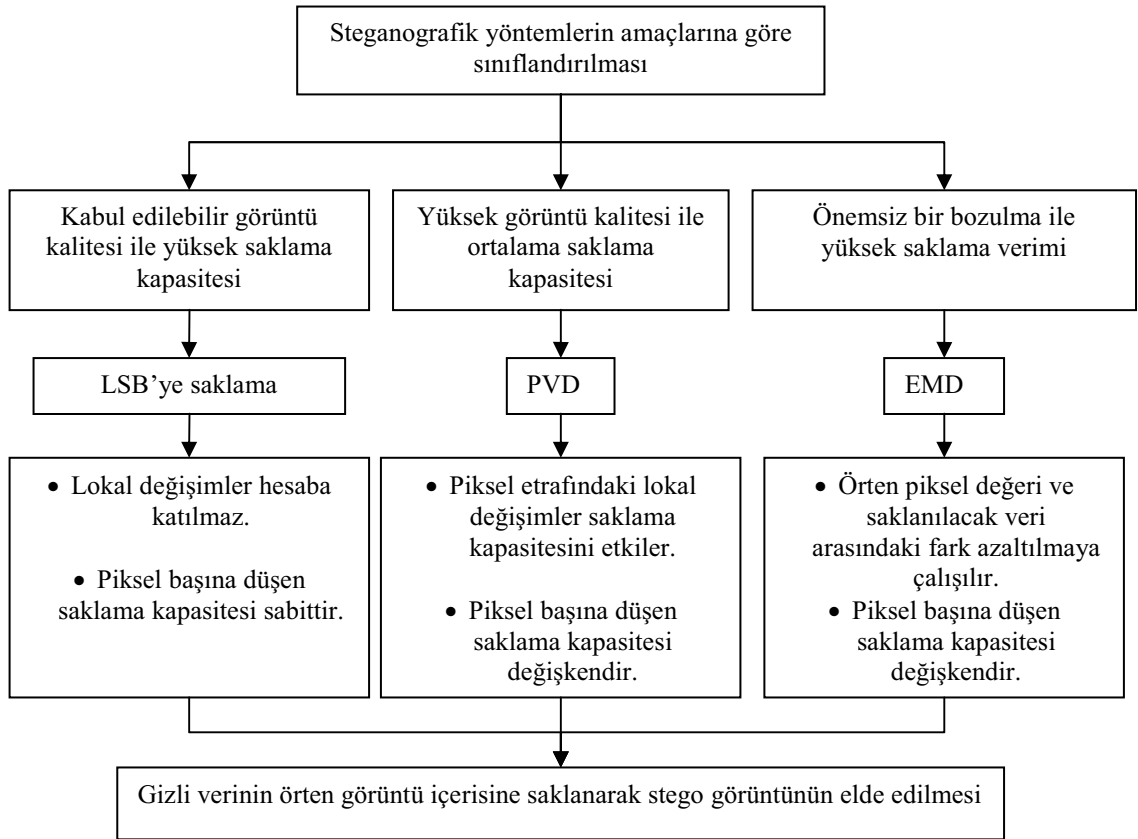 Steganografik yöntemlerin amaçlarına göre
sınıflandırılması
Kabul edilebilir görüntü
kalitesi ile yüksek saklama
kapasitesi
Yüksek görüntü kalitesi ile
ortalama saklama
kapasitesi
Önemsiz bir bozulma ile
yüksek saklama verimi
LSB’ye saklama
PVD
EMD
• Lokal değişimler hesaba
katılmaz.
• Piksel başına düşen
saklama kapasitesi sabittir.
• Piksel etrafındaki lokal
değişimler saklama
kapasitesini etkiler.
• Piksel başına düşen
saklama kapasitesi
değişkendir.
• Örten piksel değeri ve
saklanılacak veri
arasındaki fark azaltılmaya
çalışılır.
• Piksel başına düşen
saklama kapasitesi
değişkendir.
Gizli verinin örten görüntü içerisine saklanarak stego görüntünün elde edilmesi